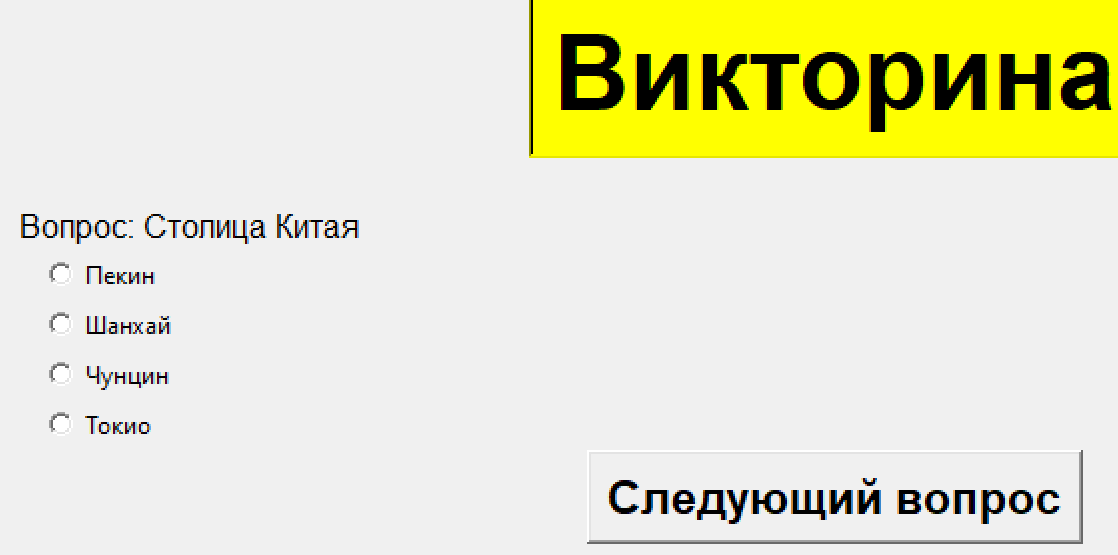 Викторина
Вопрос: Столица Китая
Пекин
Шанхай
Чунцин
Токио
Следующий вопрос